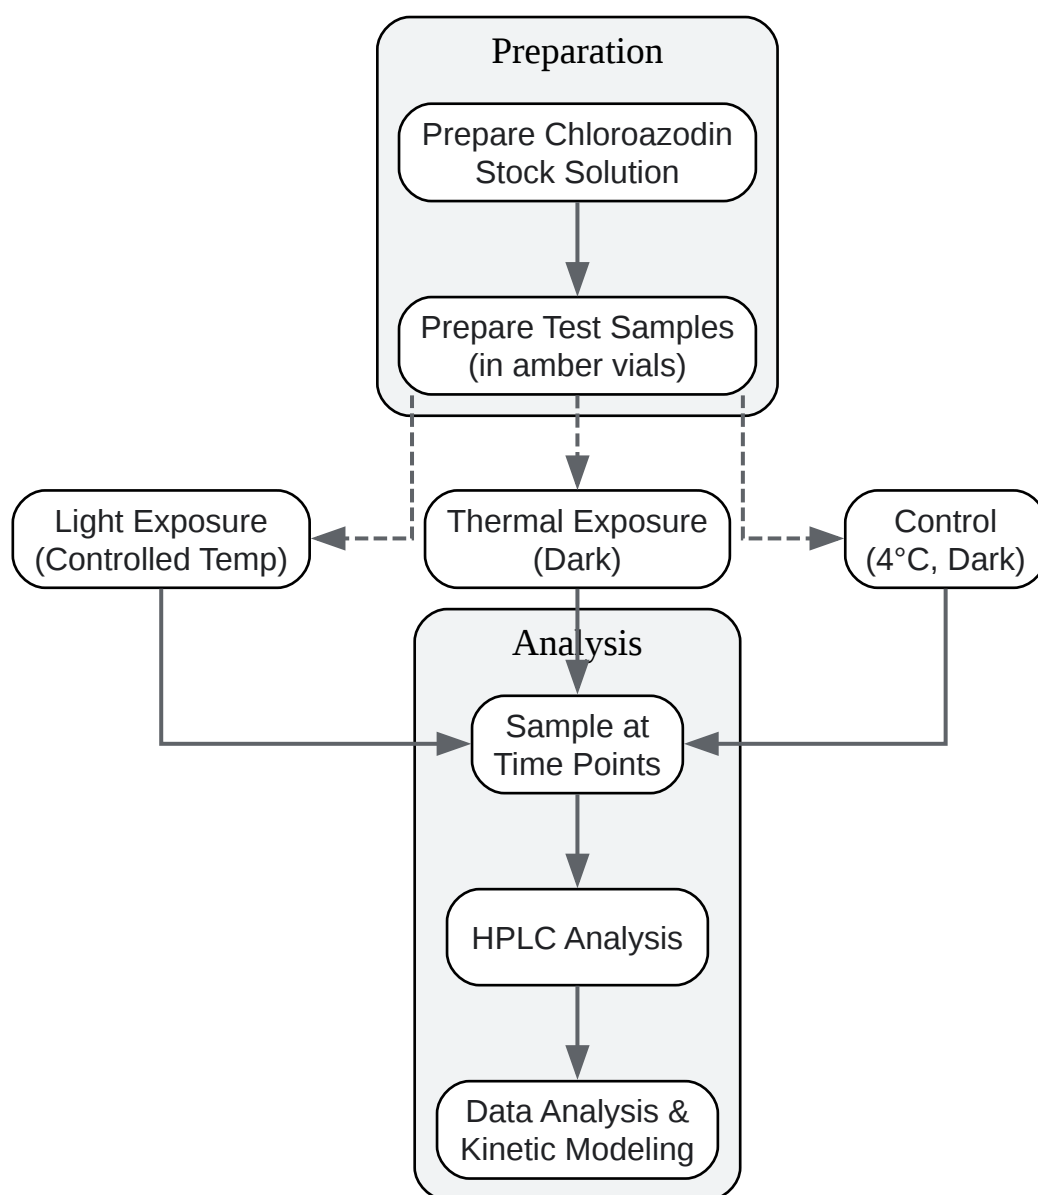 Preparation
Prepare Chloroazodin
Stock Solution
Prepare Test Samples
(in amber vials)
Light Exposure
(Controlled Temp)
Thermal Exposure
(Dark)
Control
(4°C, Dark)
Analysis
Sample at
Time Points
HPLC Analysis
Data Analysis &
Kinetic Modeling